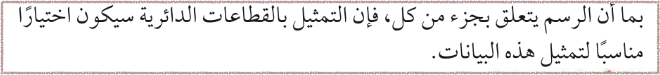 بما أن الرسم يتعلق بجزء من كل، فإن التمثيل بالقطاعات الدائرية سيكون اختيارًا
مناسبًا لتمثيل هذه البيانات.